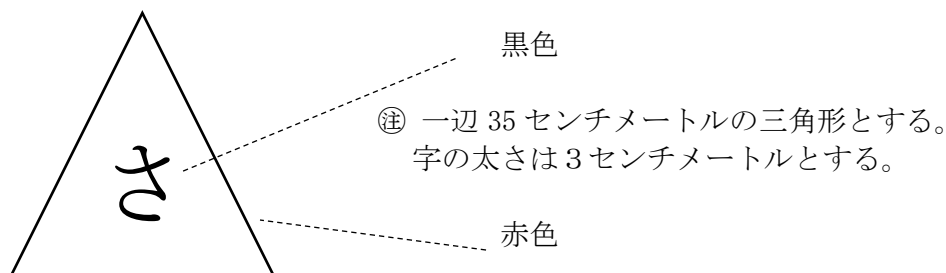 黒色
㊟ 一辺 35 センチメートルの三角形とする。
字の太さは３センチメートルとする。
さ
赤色